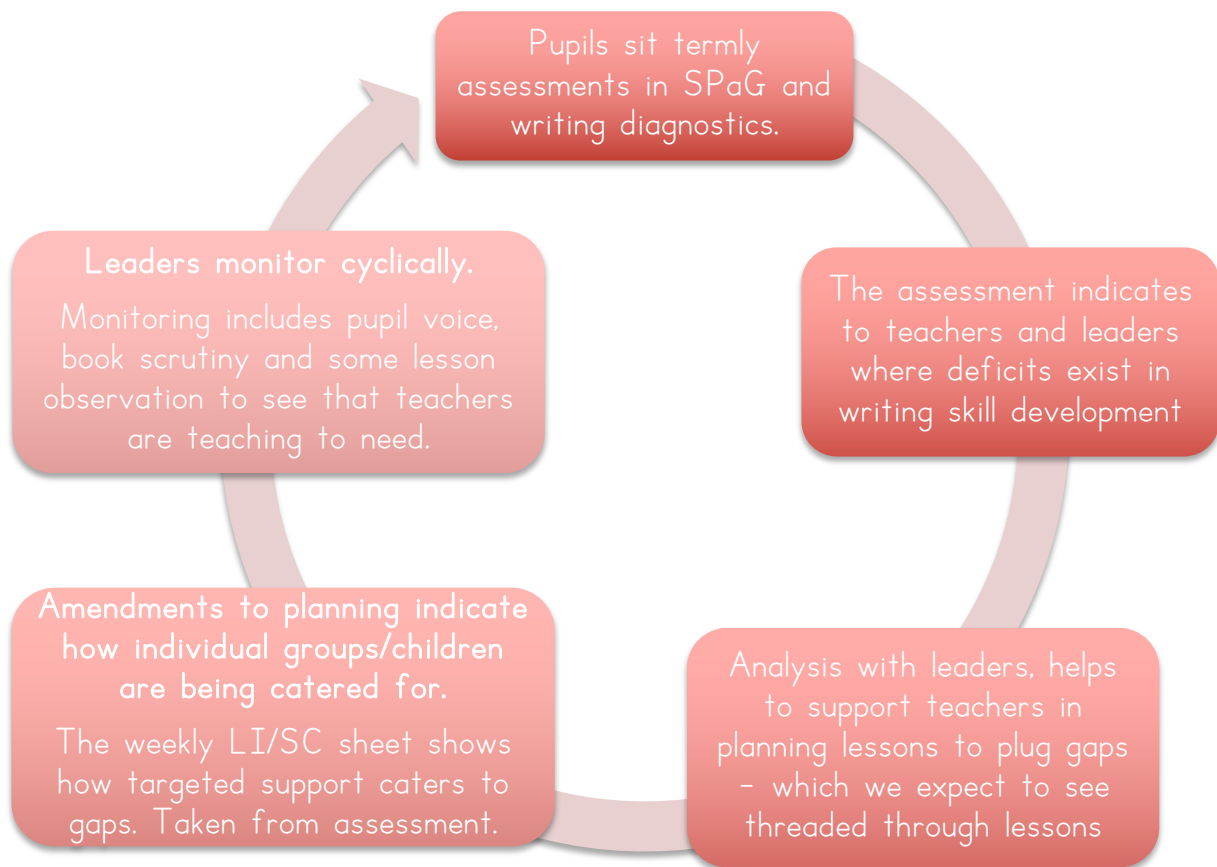 Pupils sit termly
assessments in SPaG and
writing diagnostics.
The assessment indicates
to teachers and leaders
where deficits exist in
writing skill development
Analysis with leaders, helps
to support teachers in
planning lessons to plug gaps
- which we expect to see
threaded through lessons
Amendments to planning indicate
how individual groups/children
are being catered for.
The weekly LI/SC sheet shows
how targeted support caters to
gaps. Taken from assessment.
Leaders monitor cyclically.
Monitoring includes pupil voice,
book scrutiny and some lesson
observation to see that teachers
are teaching to need.